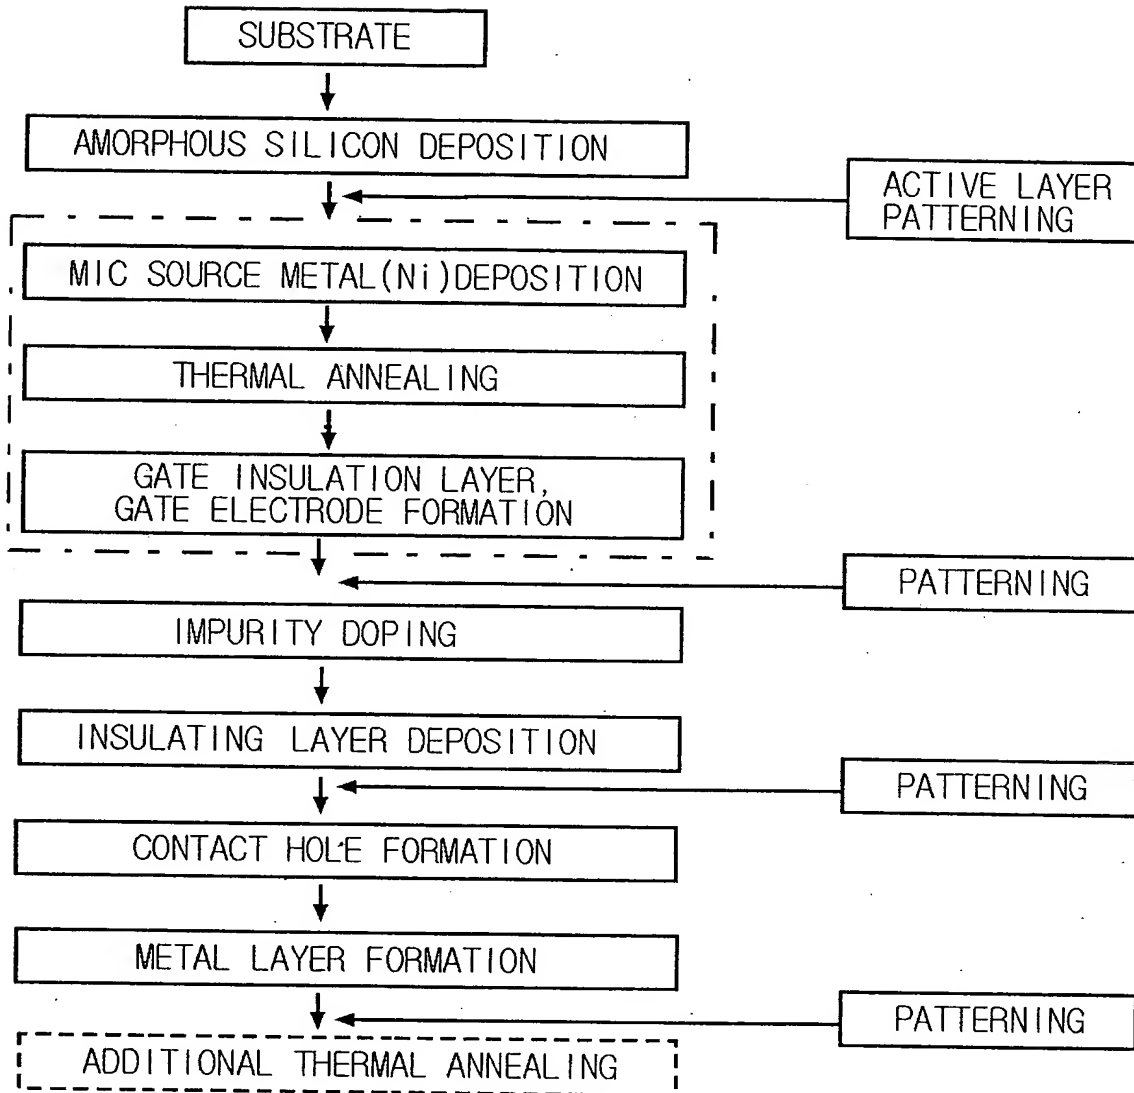 SUBSTRATE
AMORPHOUS SILICON DEPOSITION
ACTIVE LAYER
PATTERNING
MIC SOURCE METAL(Ni)DEPOSITION
THERMAL ANNEALING
GATE INSULATION LAYER,
GATE ELECTRODE FORMATION
PATTERNING
IMPURITY DOPING
INSULATING LAYER DEPOSITION
PATTERNING
CONTACT HOLE FORMATION
METAL LAYER FORMATION
PATTERNING
ADDITIONAL THERMAL ANNEALING